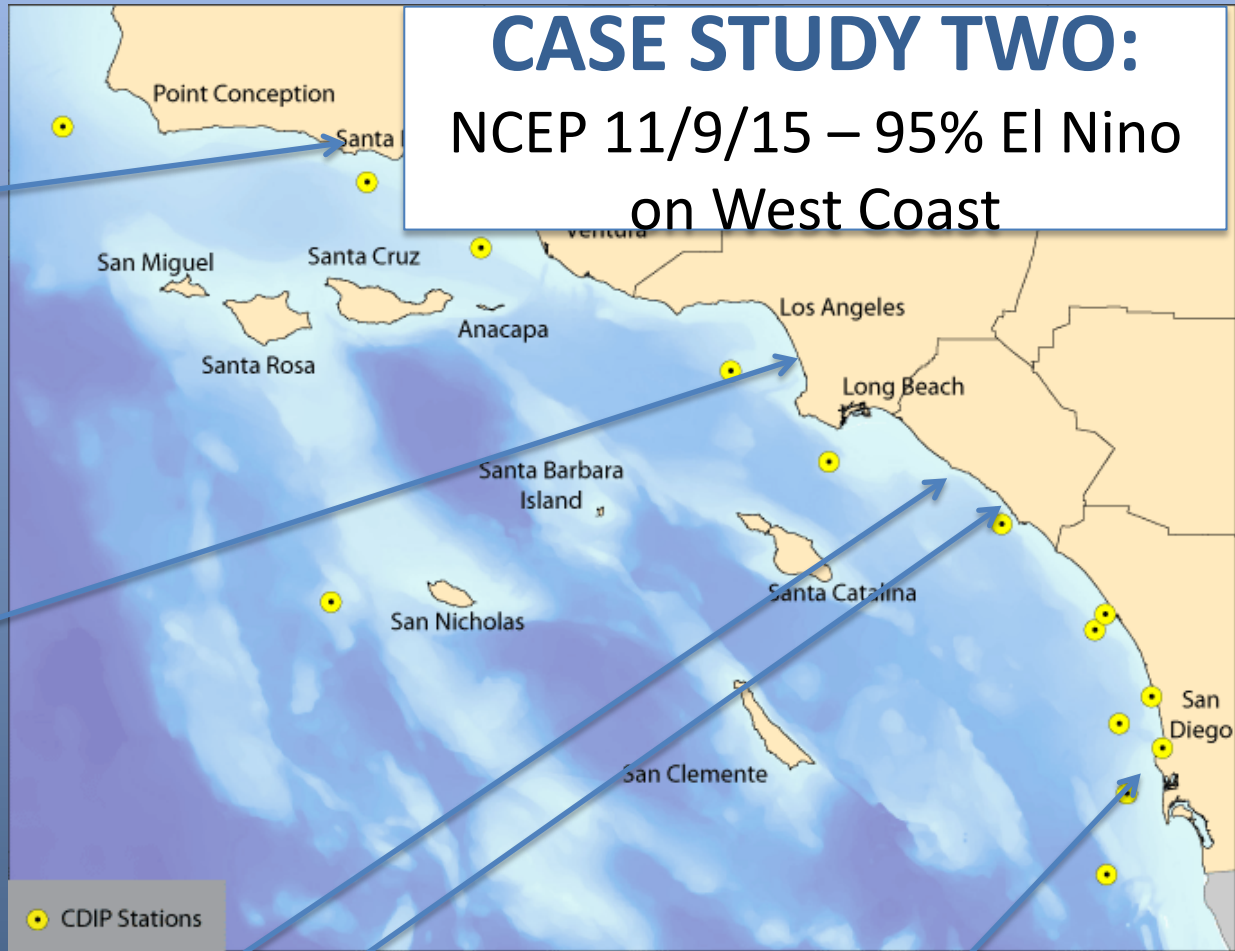 CASE STUDY TWO:
NCEP 11/9/15 – 95% El Nino
on West Coast
Point Conception
Santa
Ventura
San Miguel
Santa Cruz
Anacapa
Santa Rosa
Los Angeles
Long Beach
Santa Barbara
Island
Santa Catalina
San Nicholas
San
Diego
San Clemente
CDIP Stations